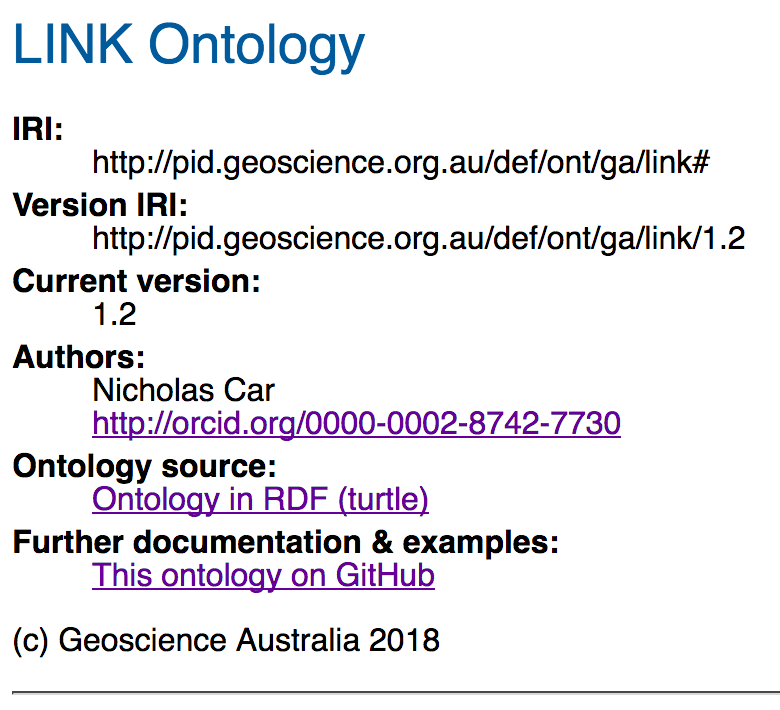 LINK Ontology
IRI:
http://pid.geoscience.org.au/def/ont/ga/link#
Version IRI:
http://pid.geoscience.org.au/def/ont/ga/link/1.2
Current version:
1.2
Authors:
Nicholas Car
http://orcid.org/0000-0002-8742-7730
Ontology source:
Ontology in RDF (turtle)
Further documentation & examples:
This ontology on GitHub
(c) Geoscience Australia 2018